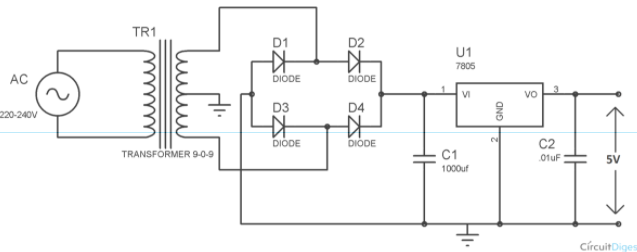 TR1
AC
220-240V
TRANSFORMER 9-0-9
D1
DIODE
D2
DIODE
D3
DIODE
D4
DIODE
U1
7805
1
VI
VO
3
GND
2
C1
1000uf
C2
.01uF
5V
CircuitDiges